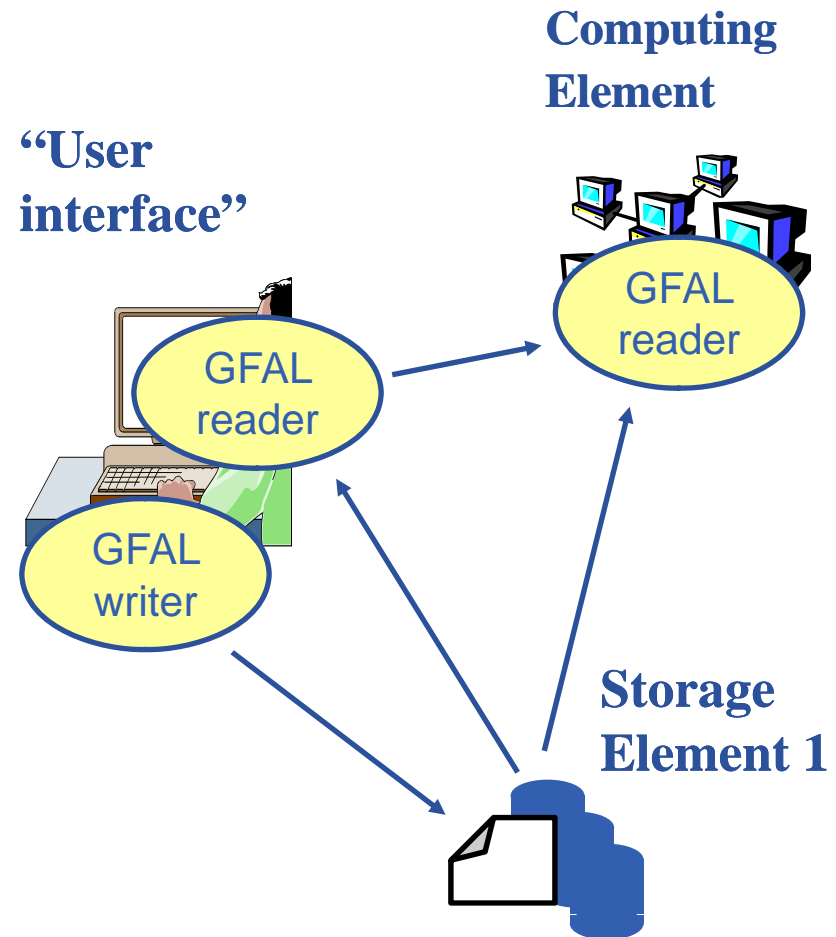 Computing
Element
“User
interface”
GFAL
reader
GFAL
reader
GFAL
writer
Storage
Element 1